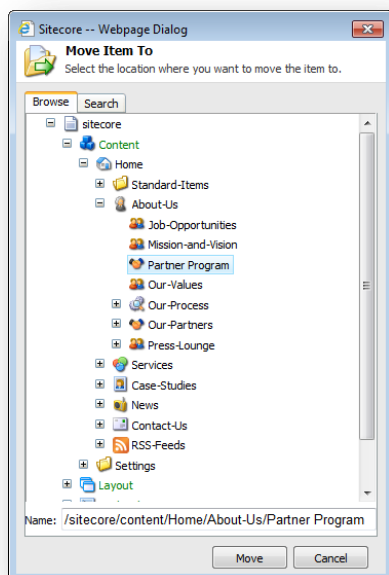 Sitecore -- Webpage Dialog
Move Item To
Select the location where you want to move the item to.
Browse Search
sitecore
Content
Home
Standard-Items
About-Us
Job-Opportunities
Mission-and-Vision
Partner Program
Our-Values
Our-Process
Our-Partners
Press-Lounge
Services
Case-Studies
News
Contact-Us
RSS-Feeds
Settings
Layout
Name: /sitecore/content/Home/About-Us/Partner Program
Move Cancel